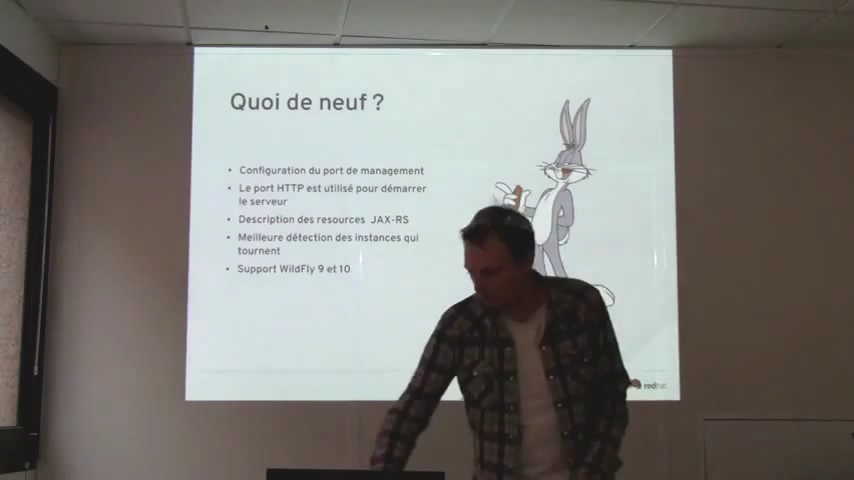 Quoi de neuf ?
• Configuration du port de management
• Le port HTTP est utilisé pour démarrer
le serveur
• Description des resources JAX-RS
• Meilleure détection des instances qui
tournent
• Support WildFly 9 et 10
redhat